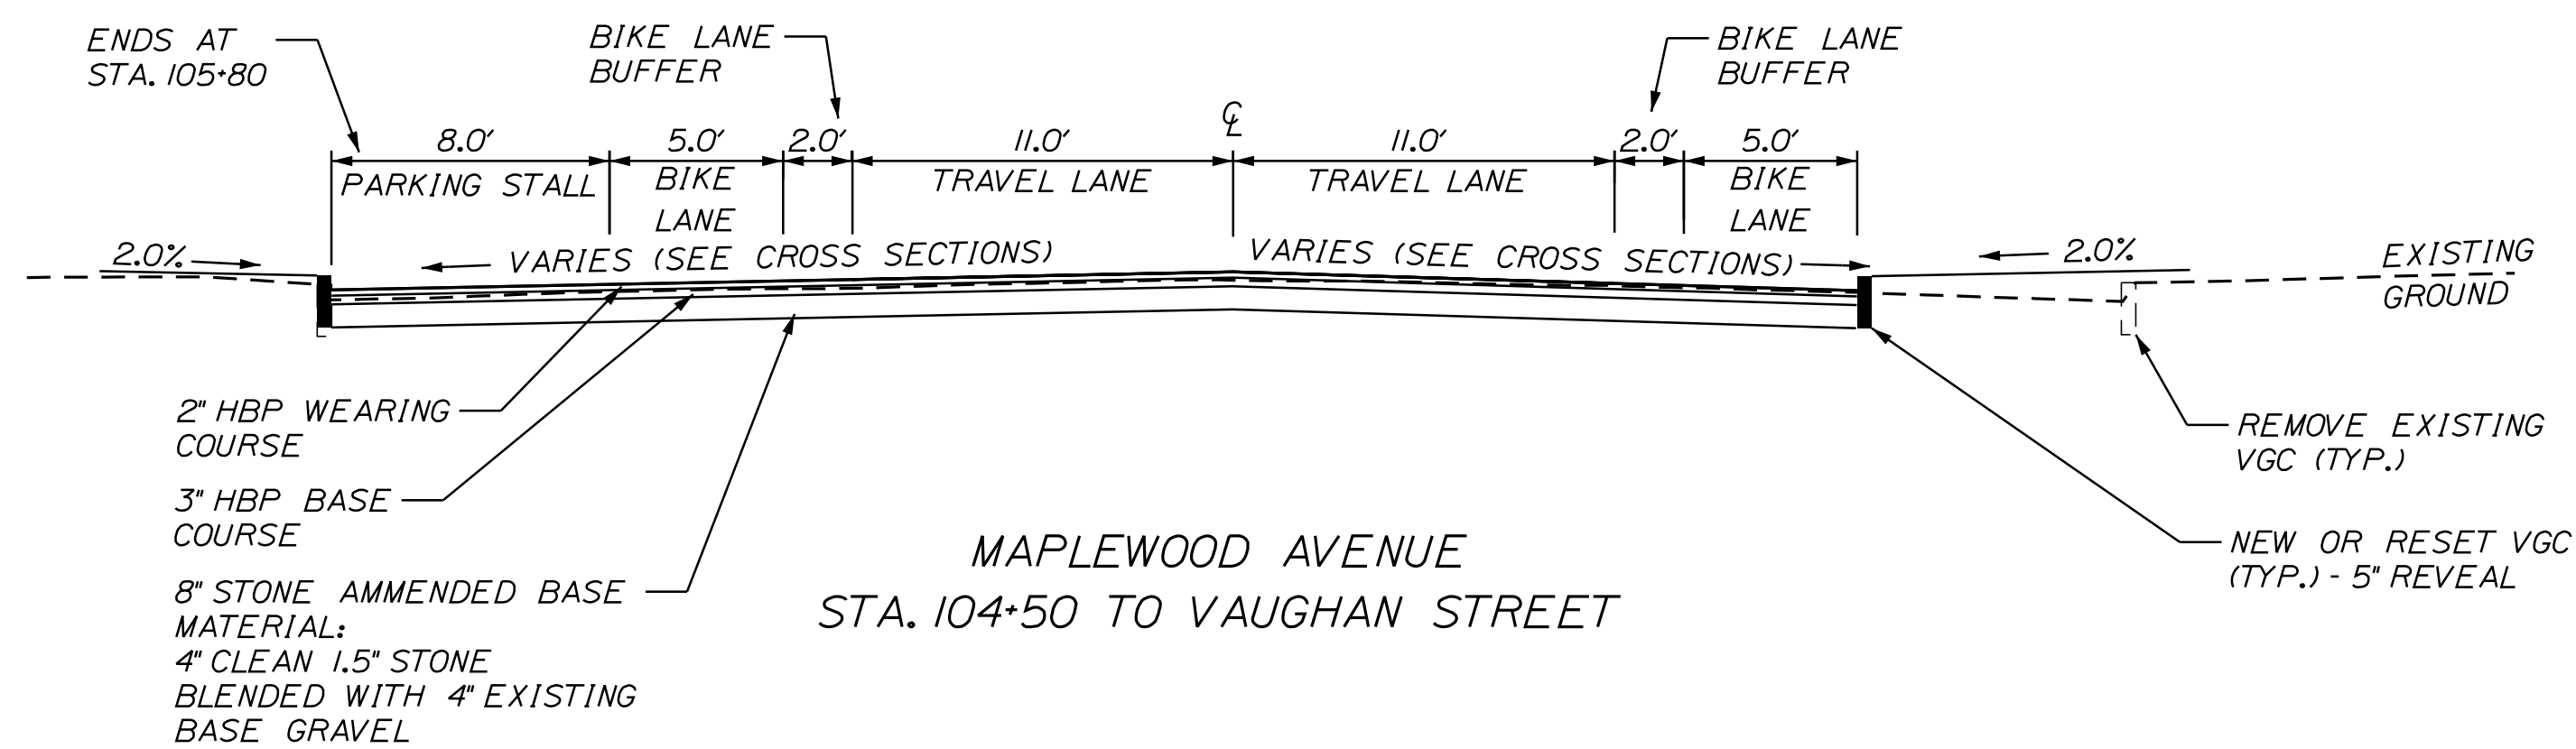 ENDS AT
STA. 105+80
BIKE LANE
BUFFER
BIKE LANE
BUFFER
℄
8.0'
5.0'
2.0'
11.0'
11.0'
2.0'
5.0'
PARKING STALL
BIKE
LANE
TRAVEL LANE
TRAVEL LANE
BIKE
LANE
2.0%
VARIES (SEE CROSS SECTIONS)
VARIES (SEE CROSS SECTIONS)
2.0%
EXISTING
GROUND
2" HBP WEARING
COURSE
3" HBP BASE
COURSE
8" STONE AMMENDED BASE
MATERIAL:
4" CLEAN 1.5" STONE
BLENDED WITH 4" EXISTING
BASE GRAVEL
REMOVE EXISTING
VGC (TYP.)
NEW OR RESET VGC
(TYP.) - 5" REVEAL
MAPLEWOOD AVENUE
STA. 104+50 TO VAUGHAN STREET